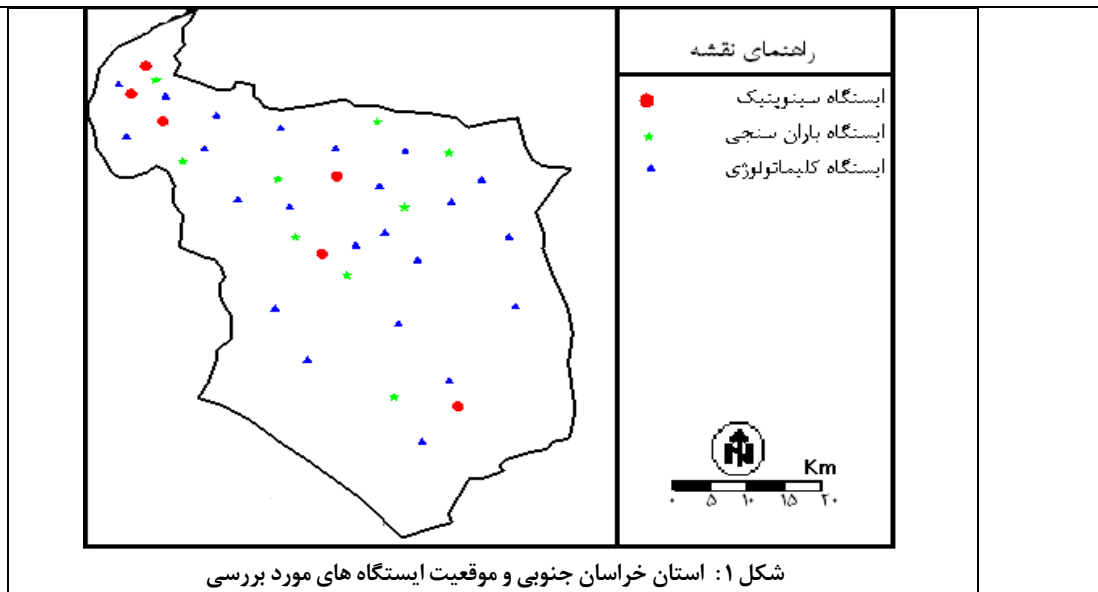 راهنمای نقشه
ایستگاه سینوپتیک
ایستگاه باران سنجی
ایستگاه کلیماتولوژی
N
Km
۰ ۵ ۱۰ ۱۵ ۲۰
شکل ۱: استان خراسان جنوبی و موقعیت ایستگاه های مورد بررسی